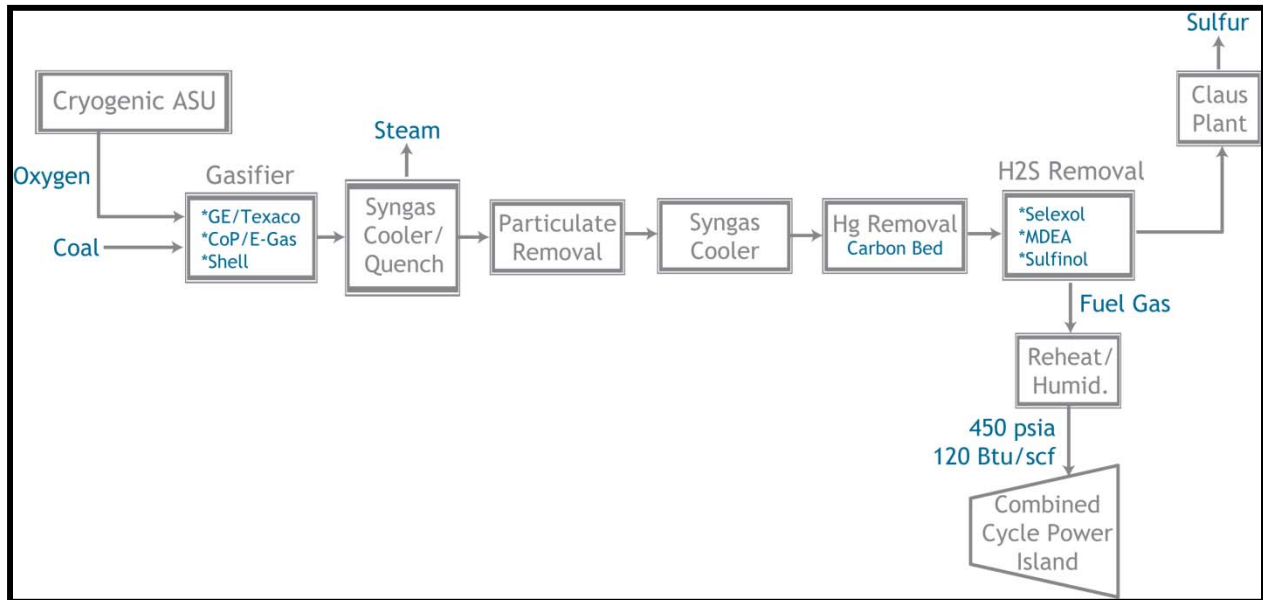 Sulfur
Cryogenic ASU
Claus
Plant
Steam
Oxygen
Gasifier
H2S Removal
*GE/Texaco
*CoP/E-Gas
*Shell
Coal
Syngas
Cooler/
Quench
Particulate
Removal
Syngas
Cooler
Hg Removal
Carbon Bed
*Selexol
*MDEA
*Sulfinol
Fuel Gas
Reheat/
Humid.
450 psia
120 Btu/scf
Combined
Cycle Power
Island